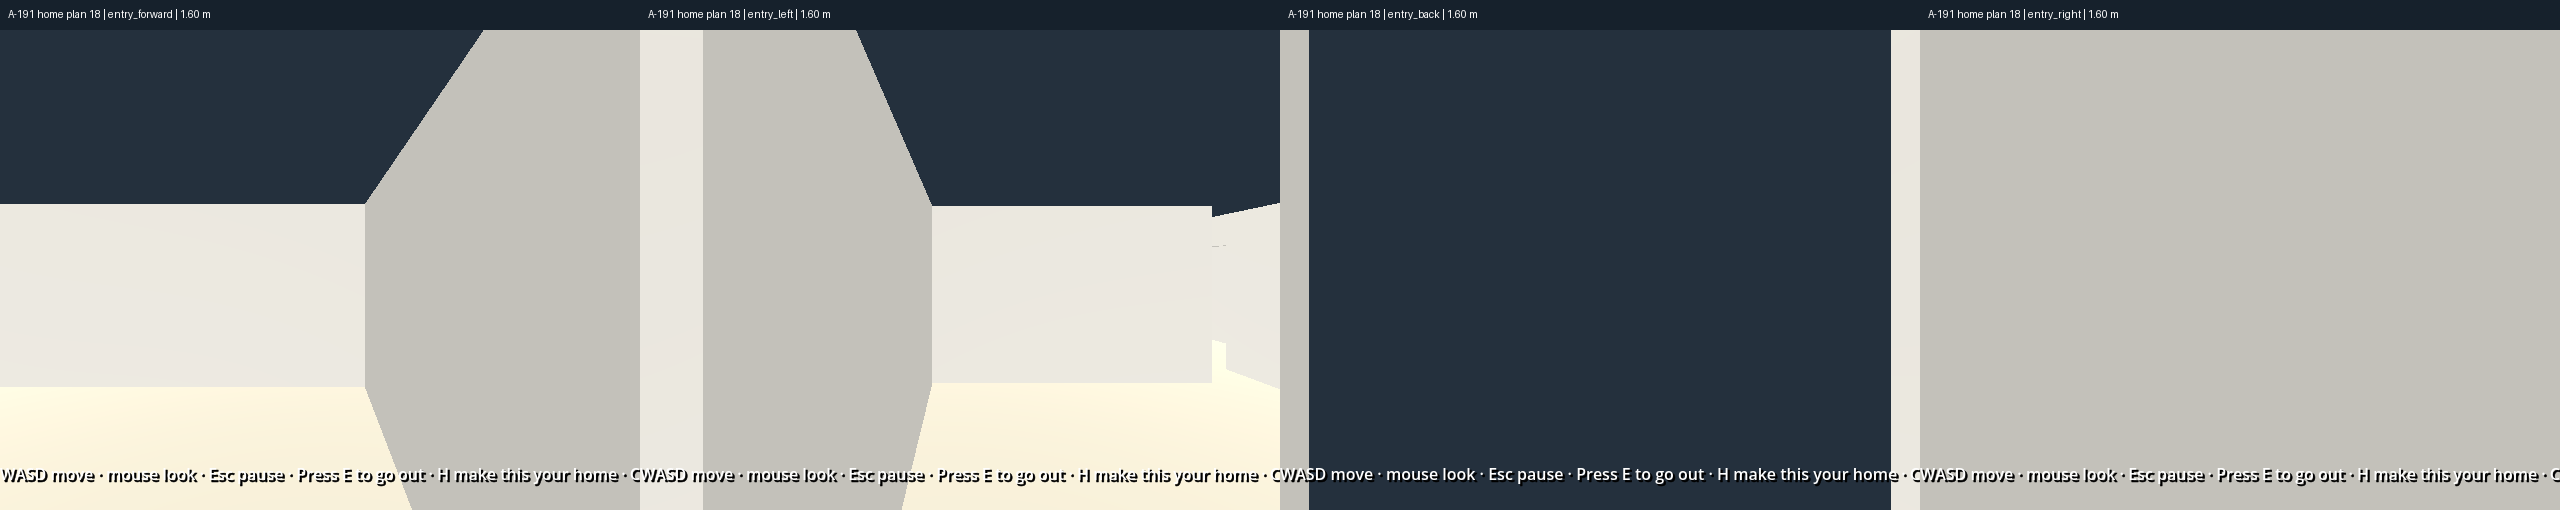 A-191 home plan 18 | entry_forward | 1.60 m
A-191 home plan 18 | entry_left | 1.60 m
A-191 home plan 18 | entry_back | 1.60 m
A-191 home plan 18 | entry_right | 1.60 m
WASD move · mouse look · Esc pause · Press E to go out · H make this your home · C
WASD move · mouse look · Esc pause · Press E to go out · H make this your home · C
WASD move · mouse look · Esc pause · Press E to go out · H make this your home · C
WASD move · mouse look · Esc pause · Press E to go out · H make this your home · C